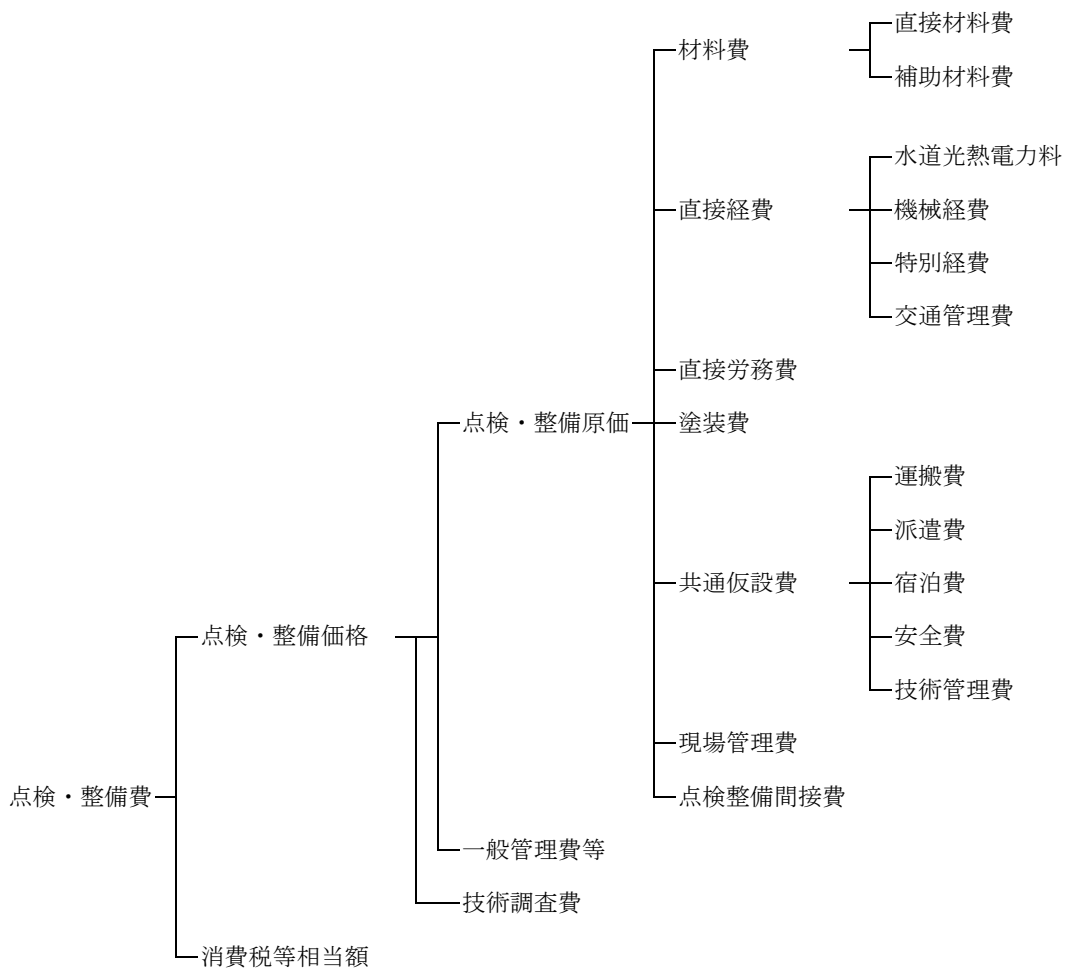 直接材料費
材料費
補助材料費
水道光熱電力料
直接経費
機械経費
特別経費
交通管理費
直接労務費
点検・整備原価
塗装費
運搬費
派遣費
共通仮設費
宿泊費
点検・整備価格
安全費
技術管理費
現場管理費
点検・整備費
点検整備間接費
一般管理費等
技術調査費
消費税等相当額